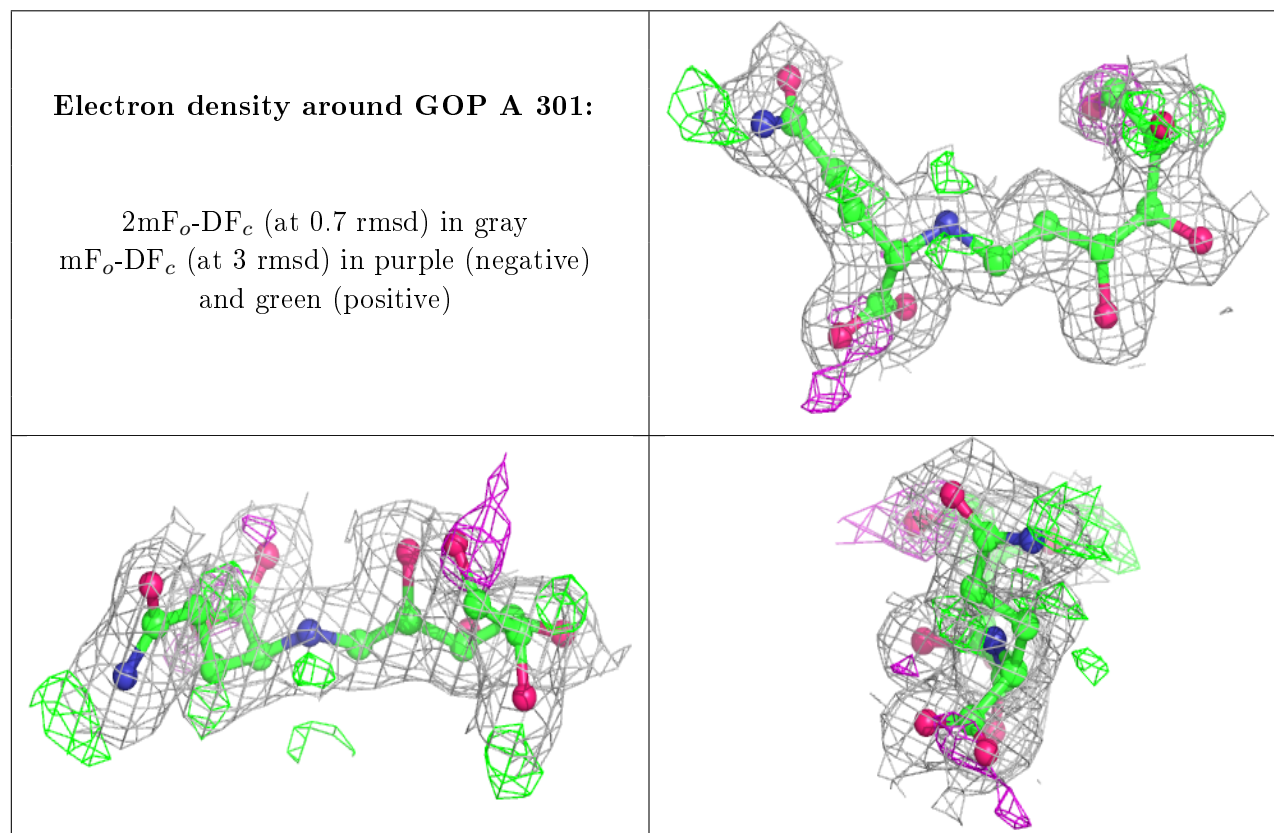 Electron density around GOP A 301:
2mFo-DFc (at 0.7 rmsd) in gray
mFo-DFc (at 3 rmsd) in purple (negative)
and green (positive)